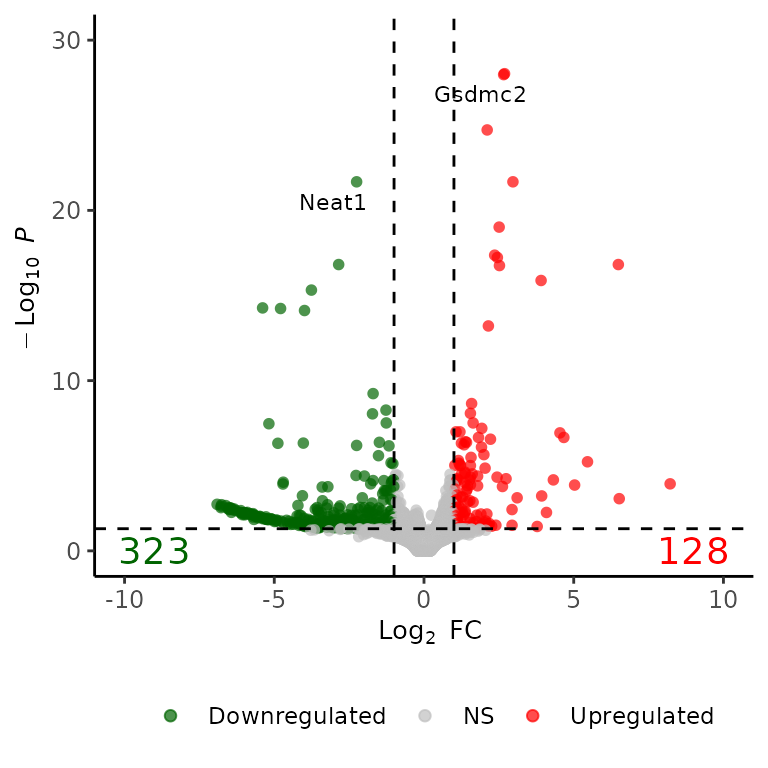 30
20
10
0
− Log10 P
Gsdmc2
Neat1
323
128
-10
-5
0
5
10
Log2 FC
Downregulated
NS
Upregulated